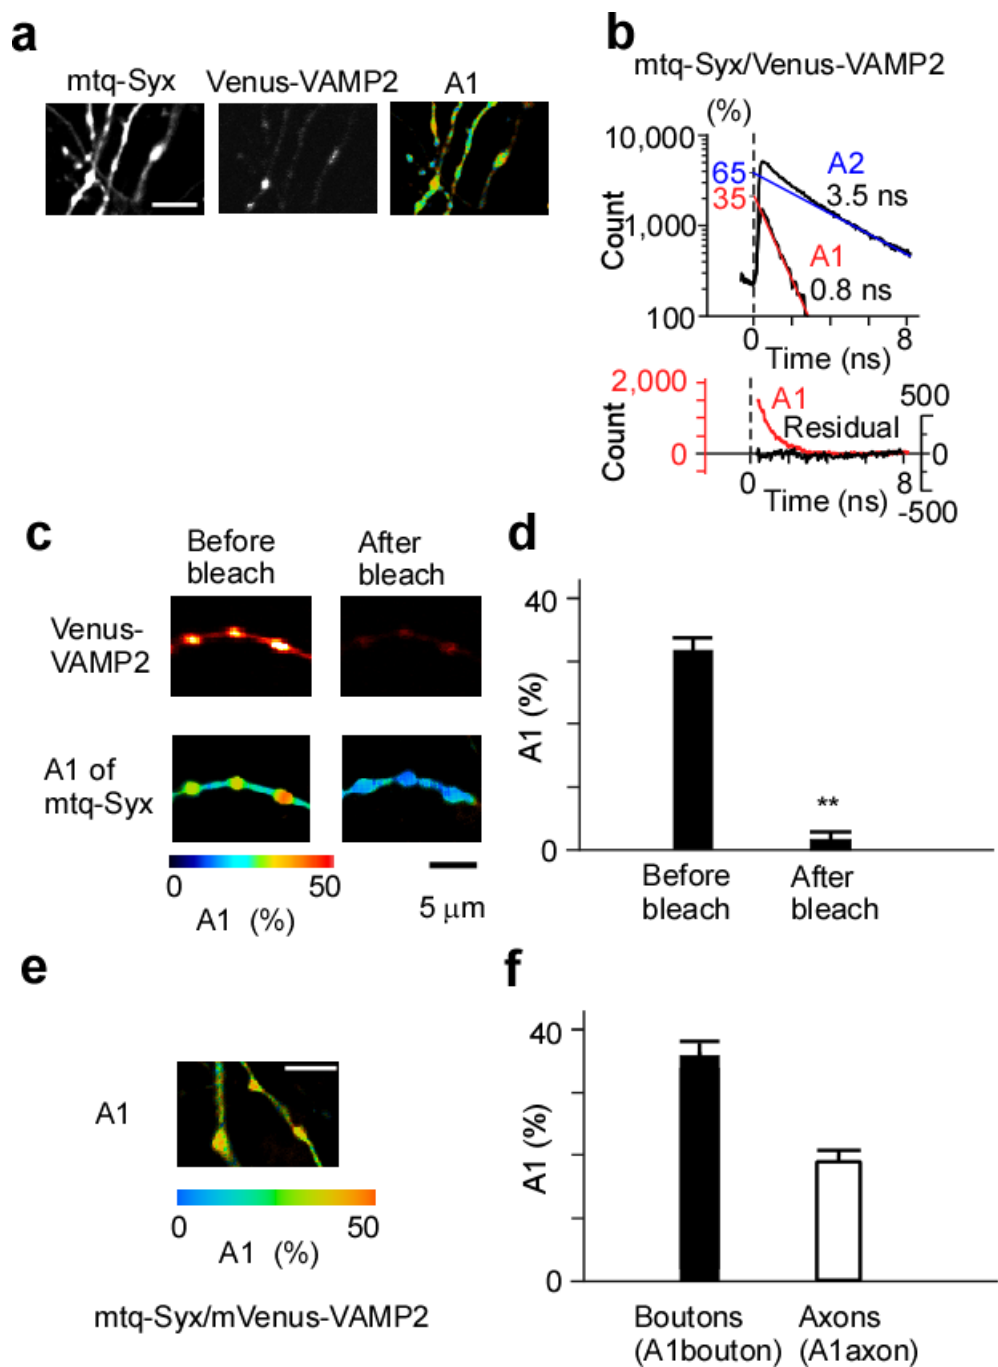 a
mtq-Syx
Venus-VAMP2
A1
b
mtq-Syx/Venus-VAMP2
(%)
10,000
65
35
1,000
100
Count
A2
3.5 ns
A1
0.8 ns
0
8
Time (ns)
2,000
0
Count
A1
Residual
500
0
-500
0
8
Time (ns)
c
Before
bleach
After
bleach
Venus-
VAMP2
A1 of
mtq-Syx
0
50
A1 (%)
5 μm
d
40
0
A1 (%)
**
Before
bleach
After
bleach
e
A1
0
50
A1 (%)
mtq-Syx/mVenus-VAMP2
f
40
0
A1 (%)
Boutons
(A1bouton)
Axons
(A1axon)